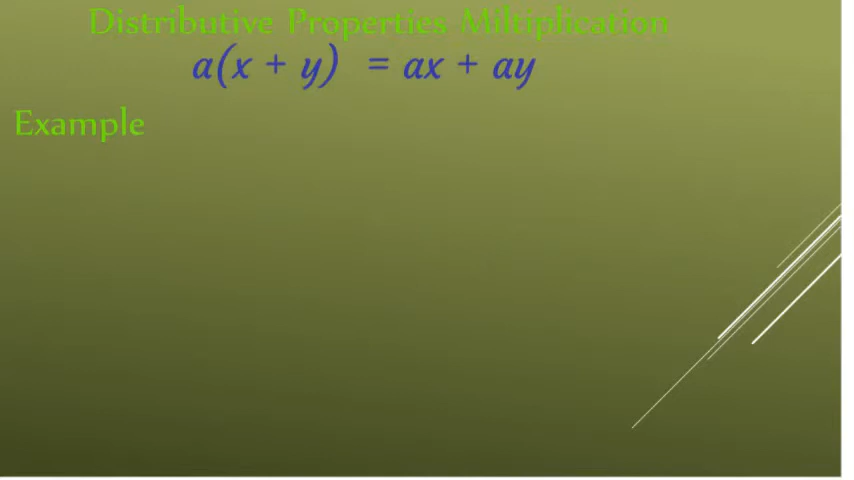 Distributive Properties Miltiplication
a(x + y) = ax + ay
Example